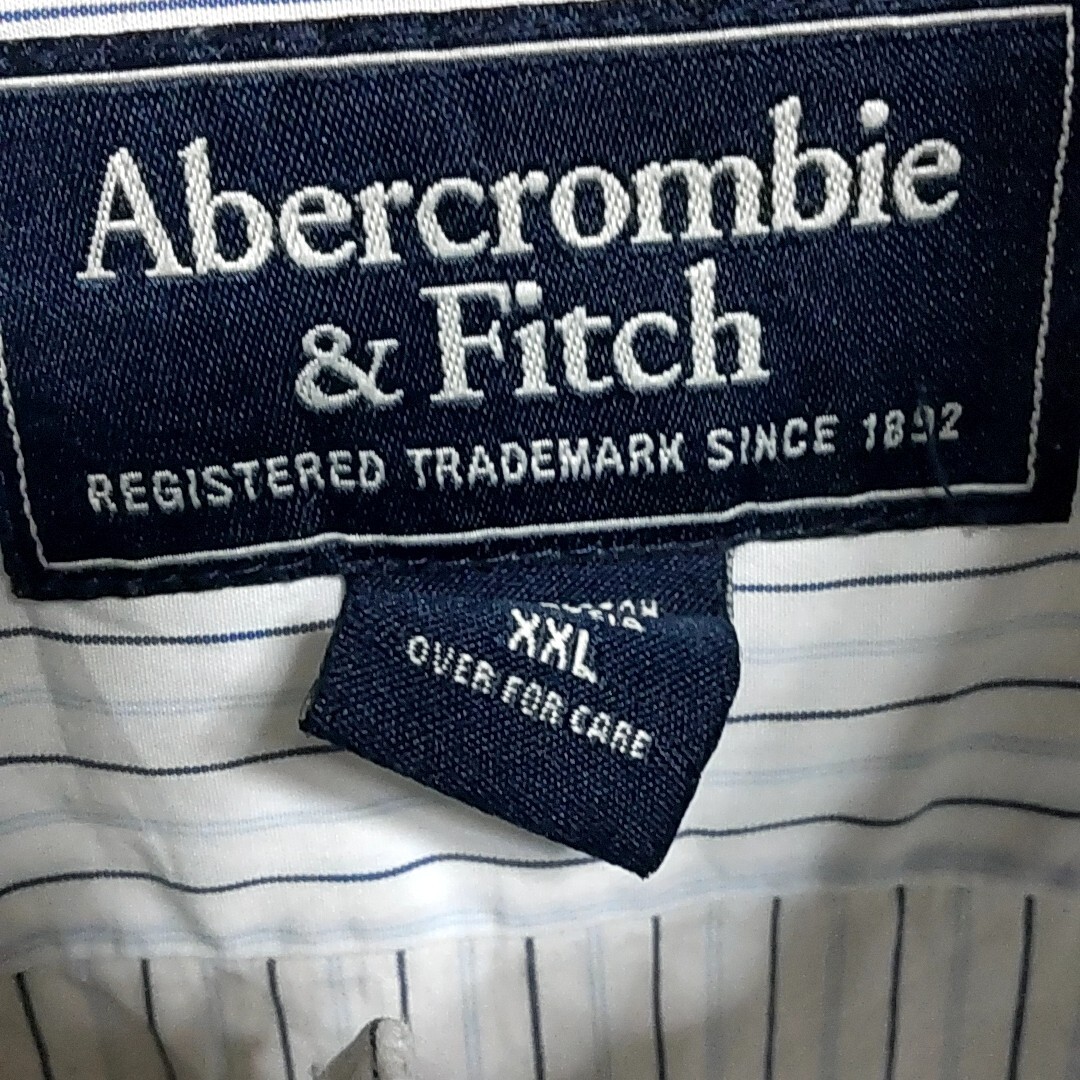 Abercrombie
& Fitch
REGISTERED TRADEMARK SINCE 1892
XXL
OVER FOR CARE